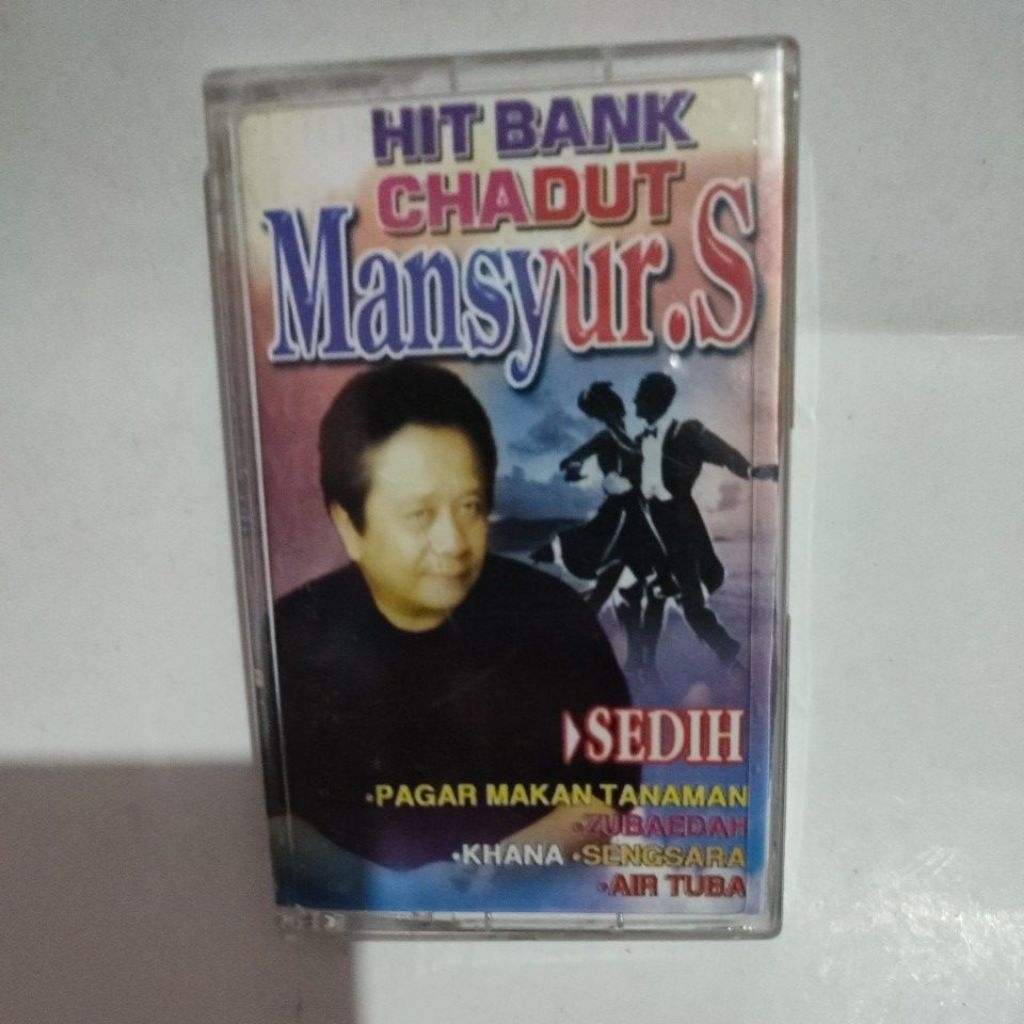 HIT BANK
CHADUT
Mansyur.S
SEDIH
•PAGAR MAKAN TANAMAN
•ZUBAEDAH
•KHANA •SENGSARA
•AIR TUBA